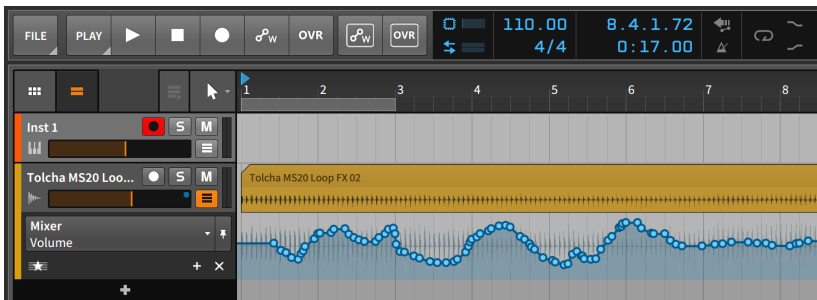 FILE
PLAY
OVR
OVR
110.00
8.4.1.72
4/4
0:17.00
1 2 3 4 5 6 7 8
Inst 1
S M
Tolcha MS20 Loo...
S M
Tolcha MS20 Loop FX 02
Mixer
Volume